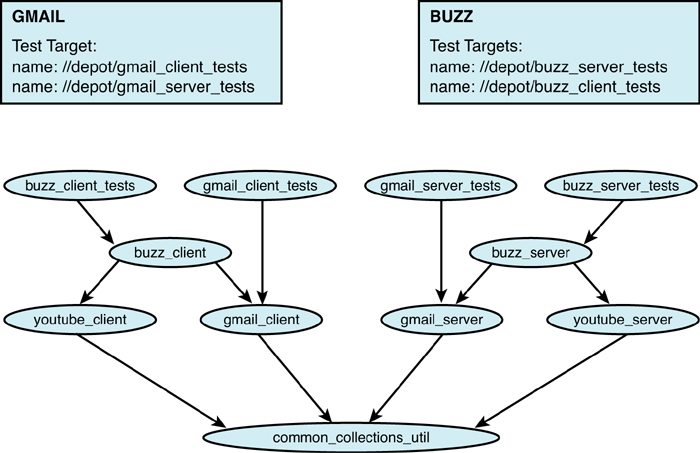 GMAIL
Test Target:
name: //depot/gmail_client_tests
name: //depot/gmail_server_tests
BUZZ
Test Targets:
name: //depot/buzz_server_tests
name: //depot/buzz_client_tests
buzz_client_tests
gmail_client_tests
gmail_server_tests
buzz_server_tests
buzz_client
buzz_server
youtube_client
gmail_client
gmail_server
youtube_server
common_collections_util